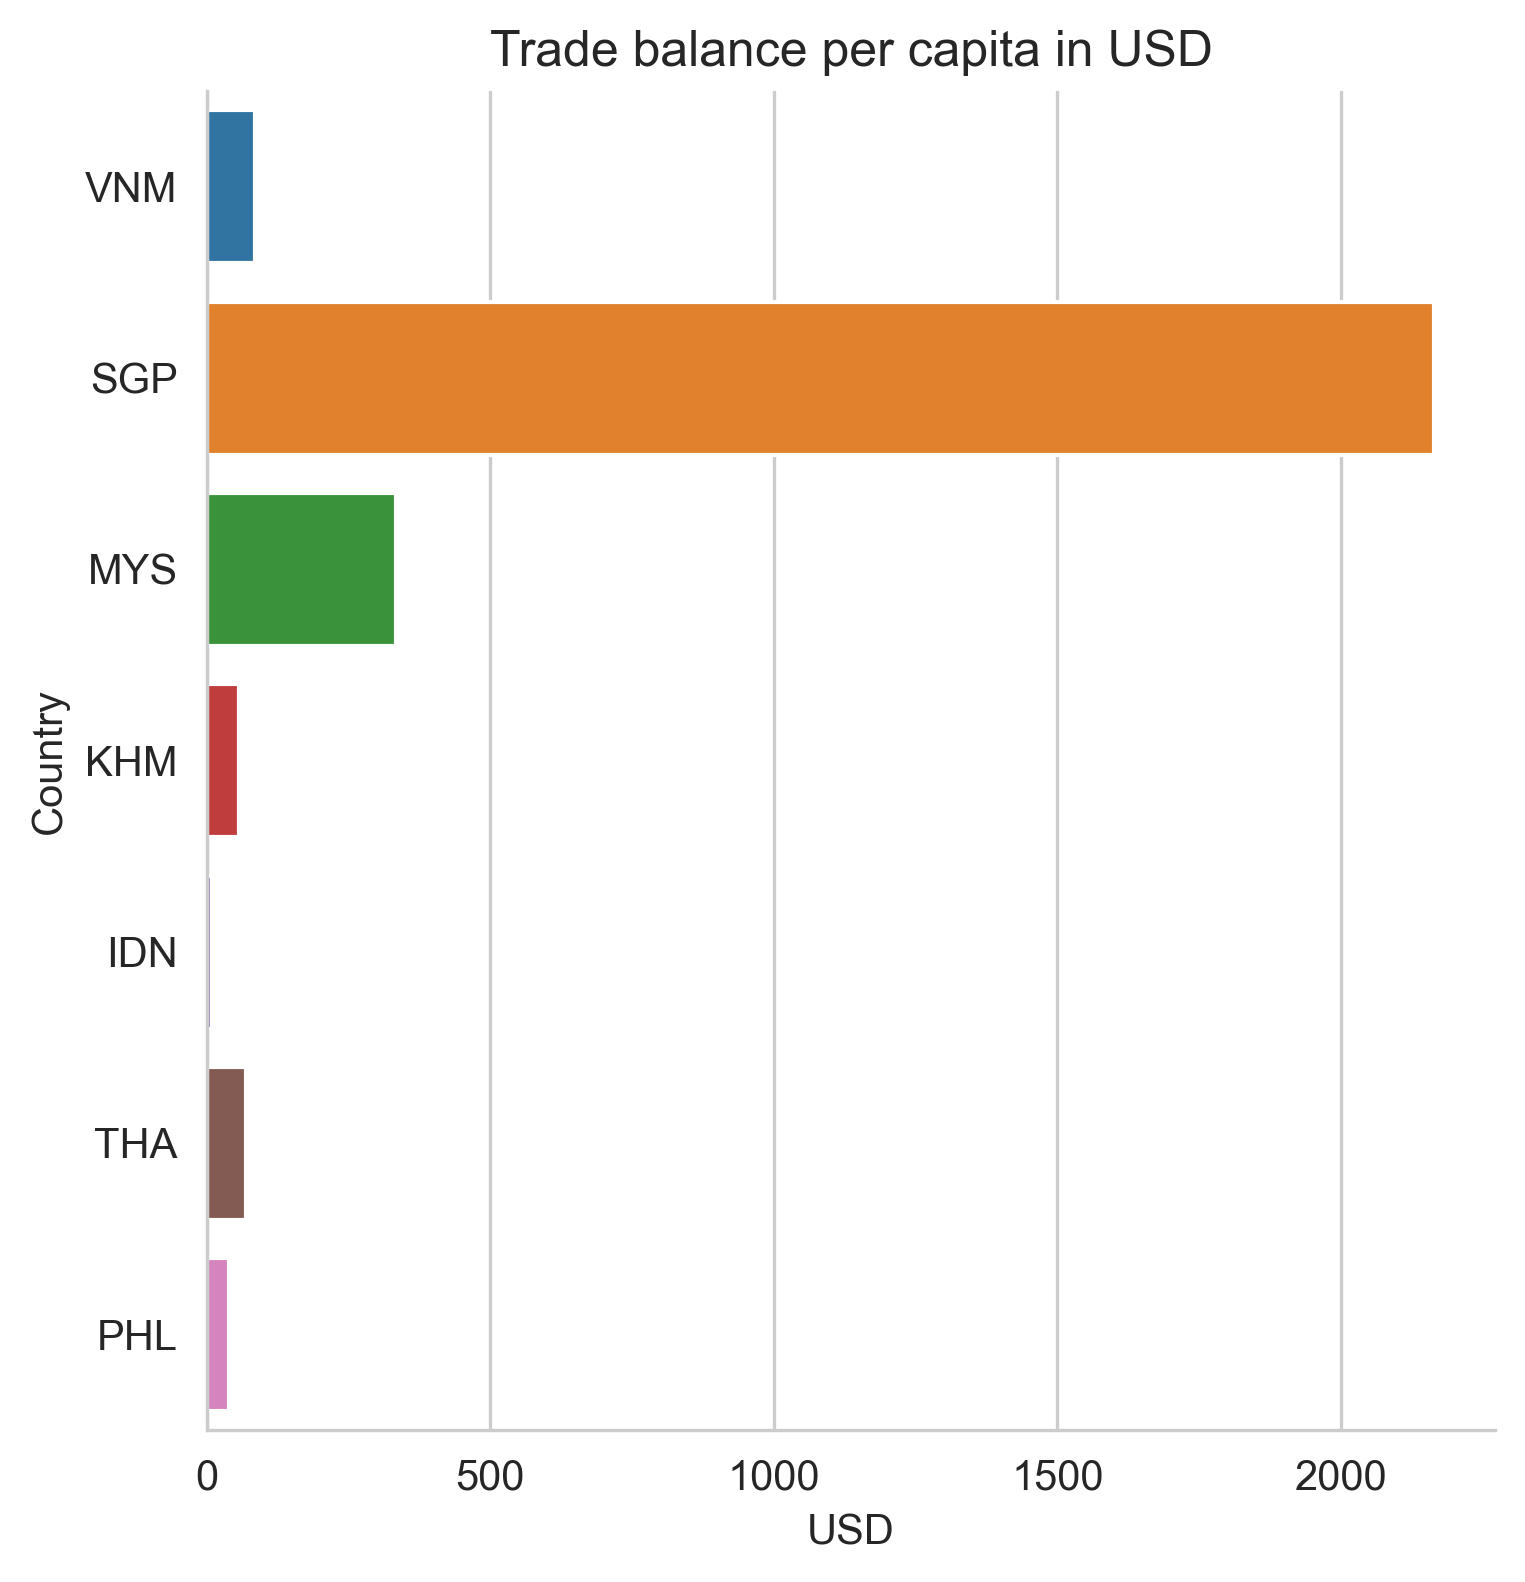 Trade balance per capita in USD
VNM
SGP
MYS
KHM
IDN
THA
PHL
Country
0 500 1000 1500 2000
USD